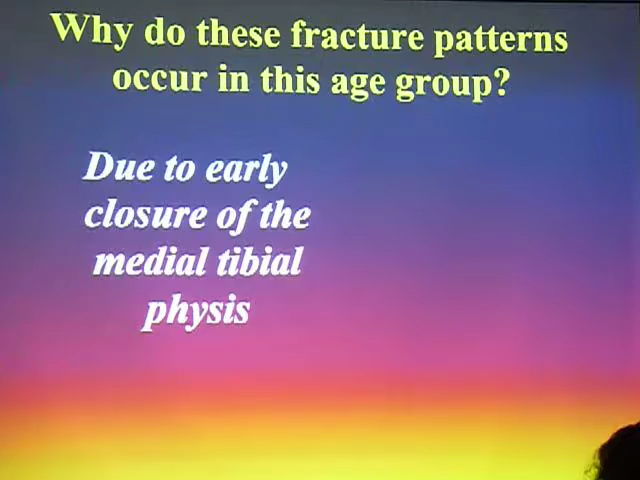 Why do these fracture patterns
occur in this age group?
Due to early
closure of the
medial tibial
physis